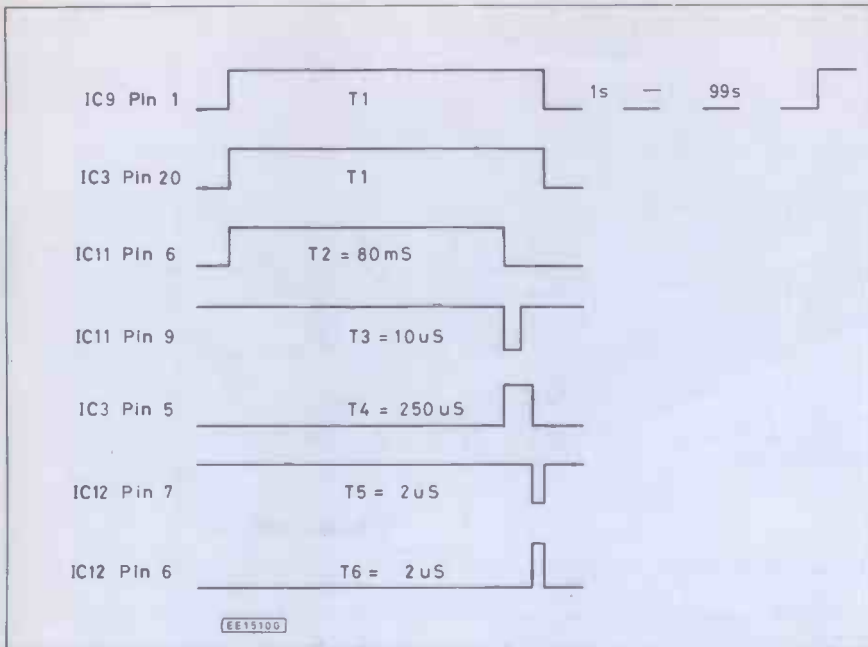 IC9 Pin 1 T1 1s — 99s
IC3 Pin 20 T1
IC11 Pin 6 T2 = 80mS
IC11 Pin 9 T3 = 10uS
IC3 Pin 5 T4 = 250uS
IC12 Pin 7 T5 = 2uS
IC12 Pin 6 T6 = 2uS
EE1510G